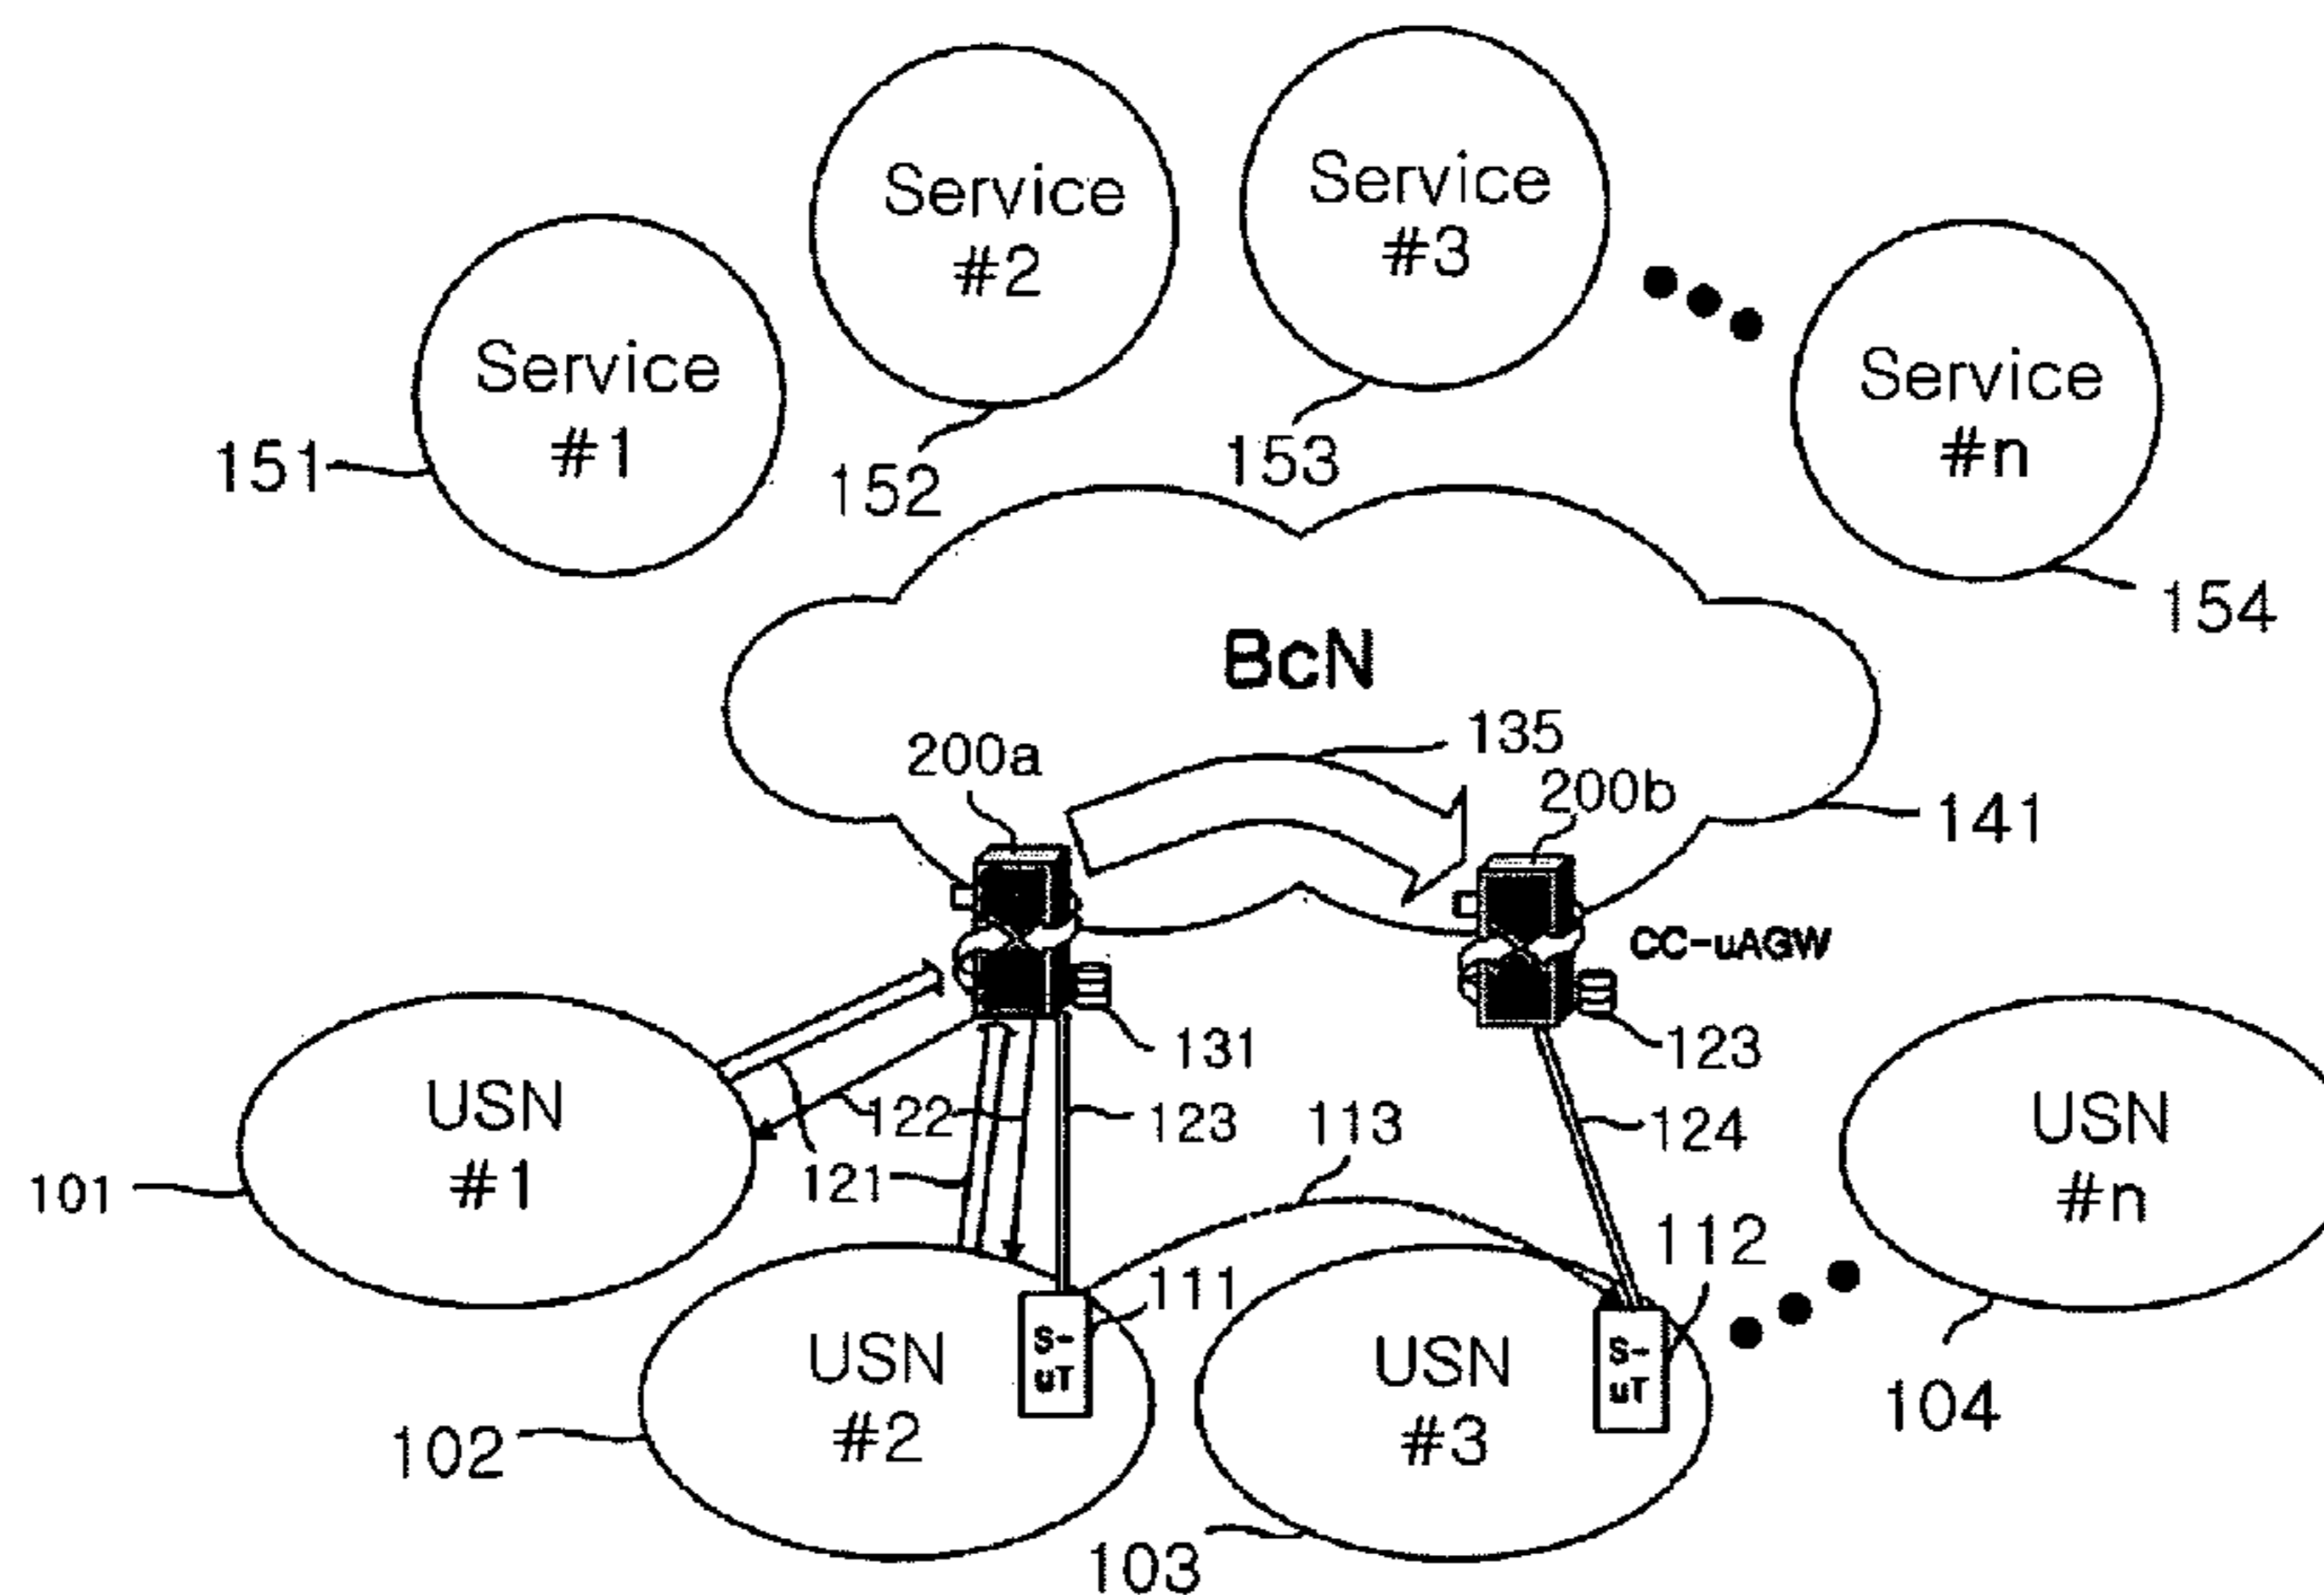 Service
#1
Service
#2
Service
#3
Service
#n
151
152
153
154
BcN
135
200a
200b
141
CC-uAGW
131
123
USN
#1
122
123
113
124
USN
#n
121
101
112
111
USN
#2
S-
uT
USN
#3
S-
uT
104
102
103